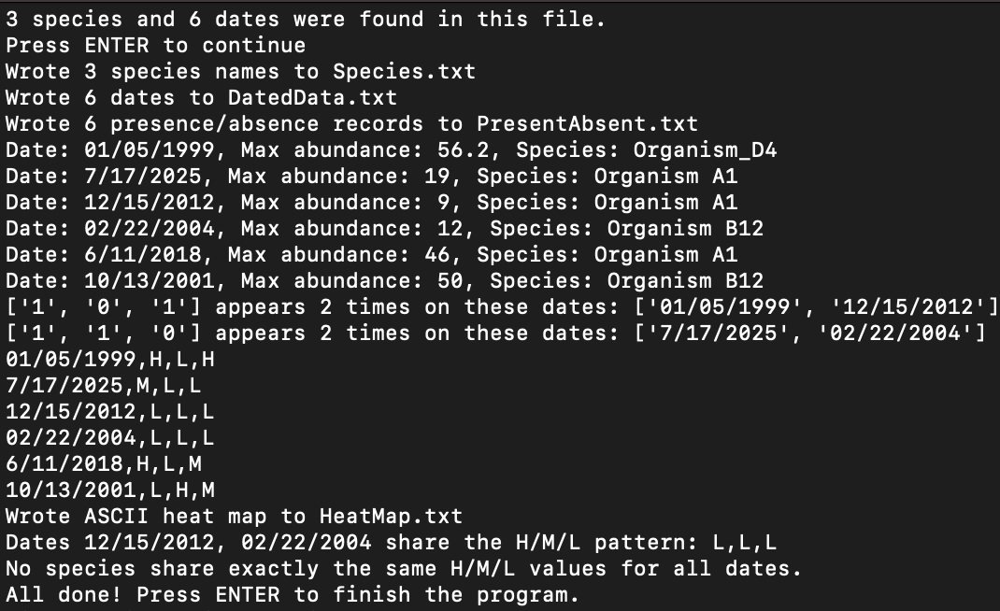 3 species and 6 dates were found in this file.
Press ENTER to continue
Wrote 3 species names to Species.txt
Wrote 6 dates to DatedData.txt
Wrote 6 presence/absence records to PresentAbsent.txt
Date: 01/05/1999, Max abundance: 56.2, Species: Organism_D4
Date: 7/17/2025, Max abundance: 19, Species: Organism A1
Date: 12/15/2012, Max abundance: 9, Species: Organism A1
Date: 02/22/2004, Max abundance: 12, Species: Organism B12
Date: 6/11/2018, Max abundance: 46, Species: Organism A1
Date: 10/13/2001, Max abundance: 50, Species: Organism B12
['1', '0', '1'] appears 2 times on these dates: ['01/05/1999', '12/15/2012']
['1', '1', '0'] appears 2 times on these dates: ['7/17/2025', '02/22/2004']
01/05/1999,H,L,H
7/17/2025,M,L,L
12/15/2012,L,L,L
02/22/2004,L,L,L
6/11/2018,H,L,M
10/13/2001,L,H,M
Wrote ASCII heat map to HeatMap.txt
Dates 12/15/2012, 02/22/2004 share the H/M/L pattern: L,L,L
No species share exactly the same H/M/L values for all dates.
All done! Press ENTER to finish the program.